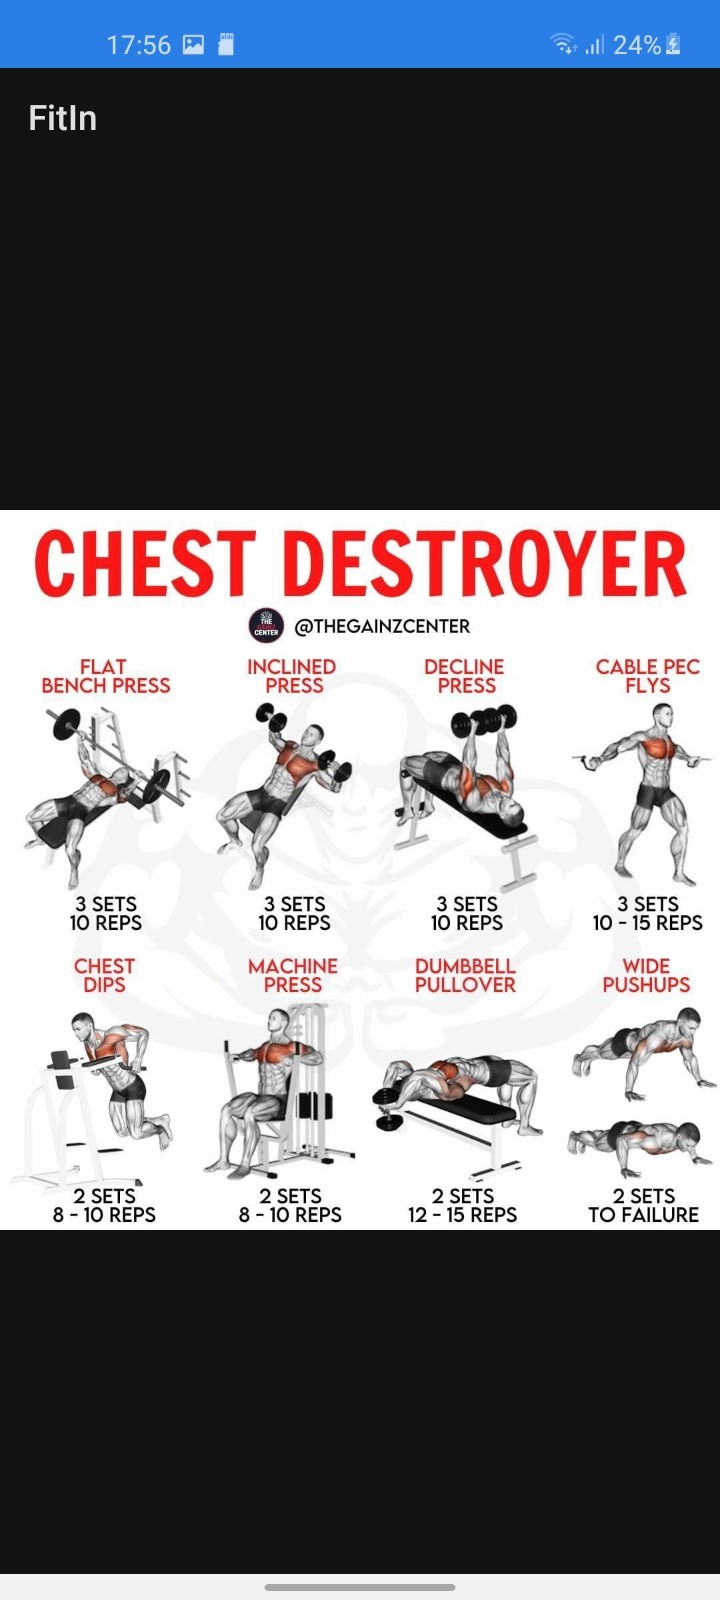 17:56
24%
FitIn
CHEST DESTROYER
THE
GAINZ
CENTER
@THEGAINZCENTER
FLAT
BENCH PRESS
3 SETS
10 REPS
INCLINED
PRESS
3 SETS
10 REPS
DECLINE
PRESS
3 SETS
10 REPS
CABLE PEC
FLYS
3 SETS
10 - 15 REPS
CHEST
DIPS
2 SETS
8 - 10 REPS
MACHINE
PRESS
2 SETS
8 - 10 REPS
DUMBBELL
PULLOVER
2 SETS
12 - 15 REPS
WIDE
PUSHUPS
2 SETS
TO FAILURE